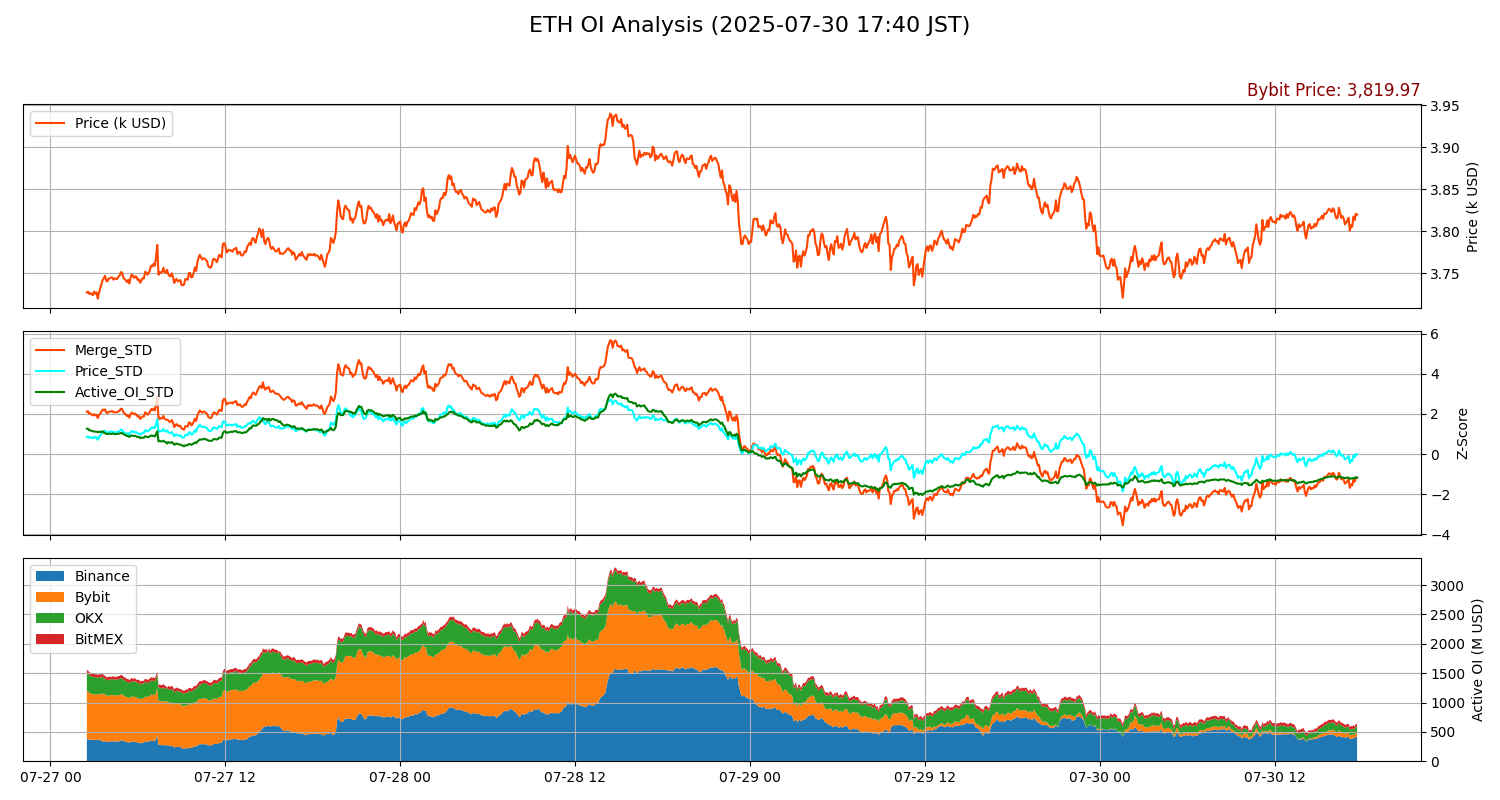 ETH OI Analysis (2025-07-30 17:40 JST)
Bybit Price: 3,819.97
Price (k USD)
3.95
3.90
3.85
3.80
3.75
Price (k USD)
Merge_STD
Price_STD
Active_OI_STD
6
4
2
0
−2
−4
Z-Score
Binance
Bybit
OKX
BitMEX
3000
2500
2000
1500
1000
500
0
Active OI (M USD)
07-27 00
07-27 12
07-28 00
07-28 12
07-29 00
07-29 12
07-30 00
07-30 12